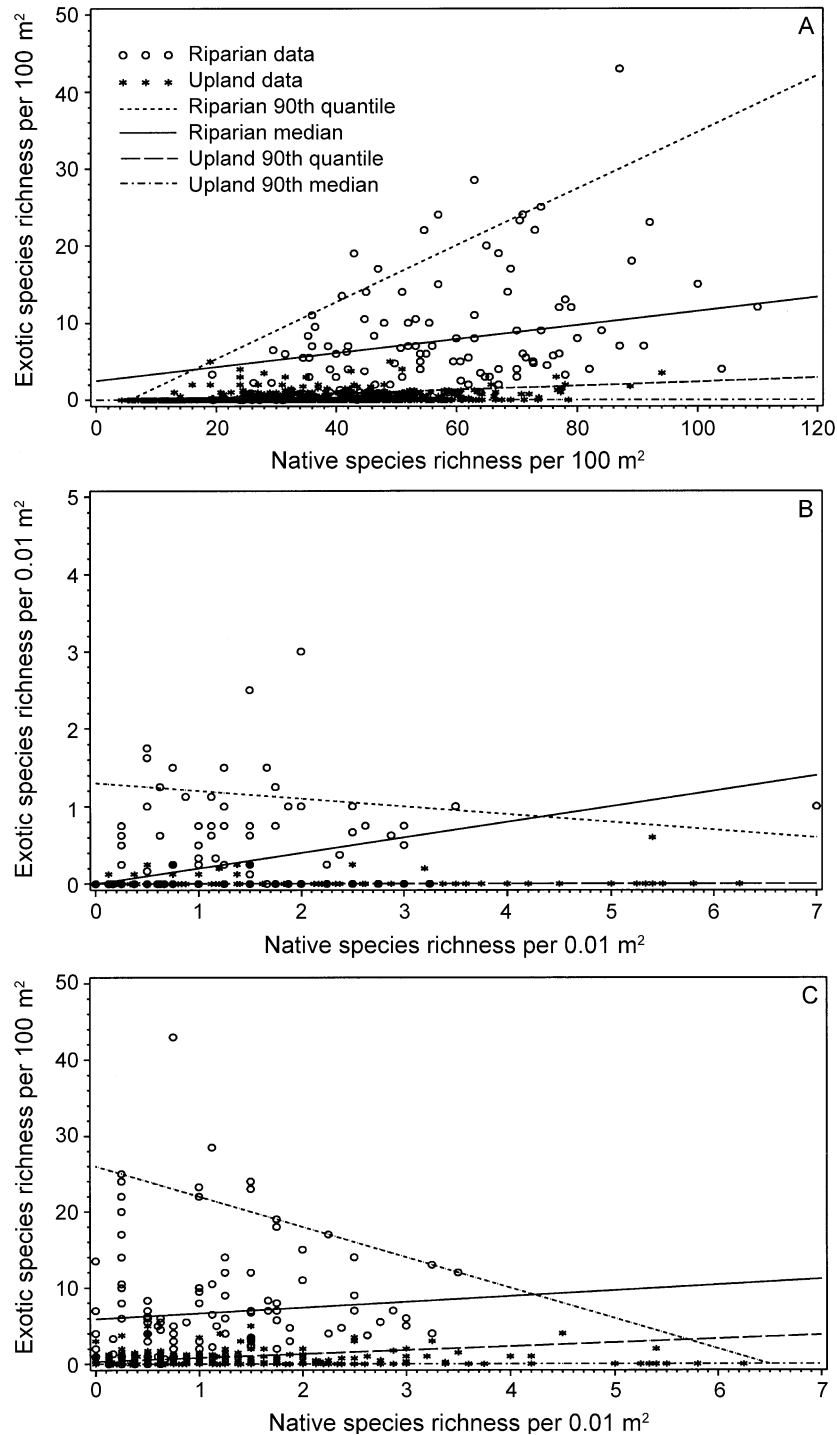 A
Riparian data
Upland data
Riparian 90th quantile
Riparian median
Upland 90th quantile
Upland 90th median
Exotic species richness per 100 m²
50
40
30
20
10
0
0 20 40 60 80 100 120
Native species richness per 100 m²
B
Exotic species richness per 0.01 m²
5
4
3
2
1
0
0 1 2 3 4 5 6 7
Native species richness per 0.01 m²
C
Exotic species richness per 100 m²
50
40
30
20
10
0
0 1 2 3 4 5 6 7
Native species richness per 0.01 m²